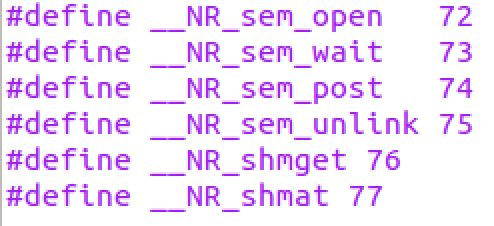 #define __NR_sem_open   72
#define __NR_sem_wait   73
#define __NR_sem_post   74
#define __NR_sem_unlink 75
#define __NR_shmget 76
#define __NR_shmat 77